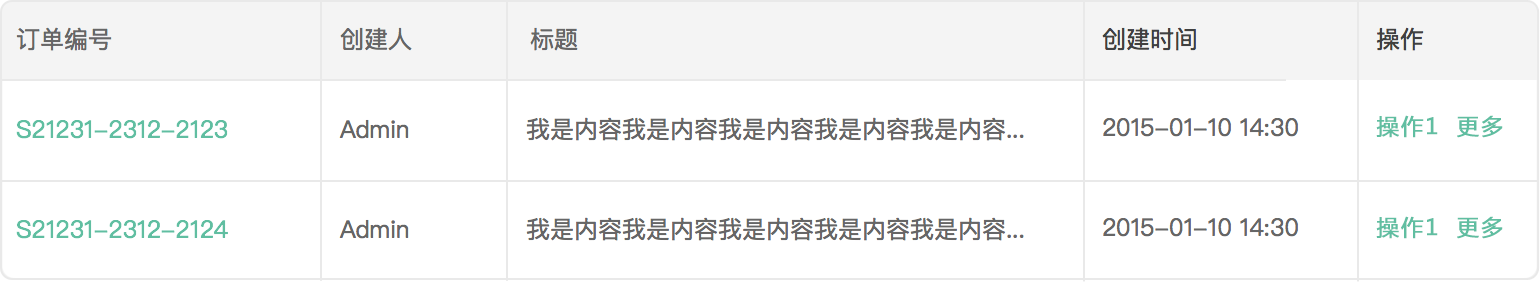 订单编号 创建人 标题 创建时间 操作
S21231-2312-2123 Admin 我是内容我是内容我是内容我是内容我是内容... 2015-01-10 14:30 操作1 更多
S21231-2312-2124 Admin 我是内容我是内容我是内容我是内容我是内容... 2015-01-10 14:30 操作1 更多